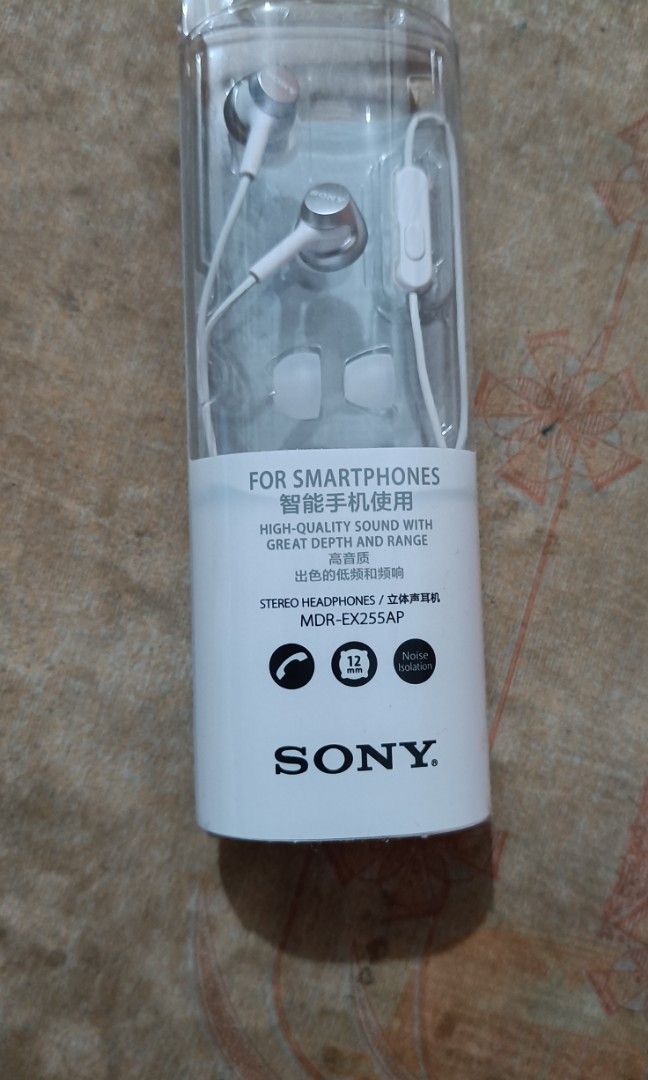 SONY
SONY
FOR SMARTPHONES
智能手机使用
HIGH-QUALITY SOUND WITH
GREAT DEPTH AND RANGE
高音质
出色的低频和频响
STEREO HEADPHONES / 立体声耳机
MDR-EX255AP
12
mm
Noise
Isolation
SONY®